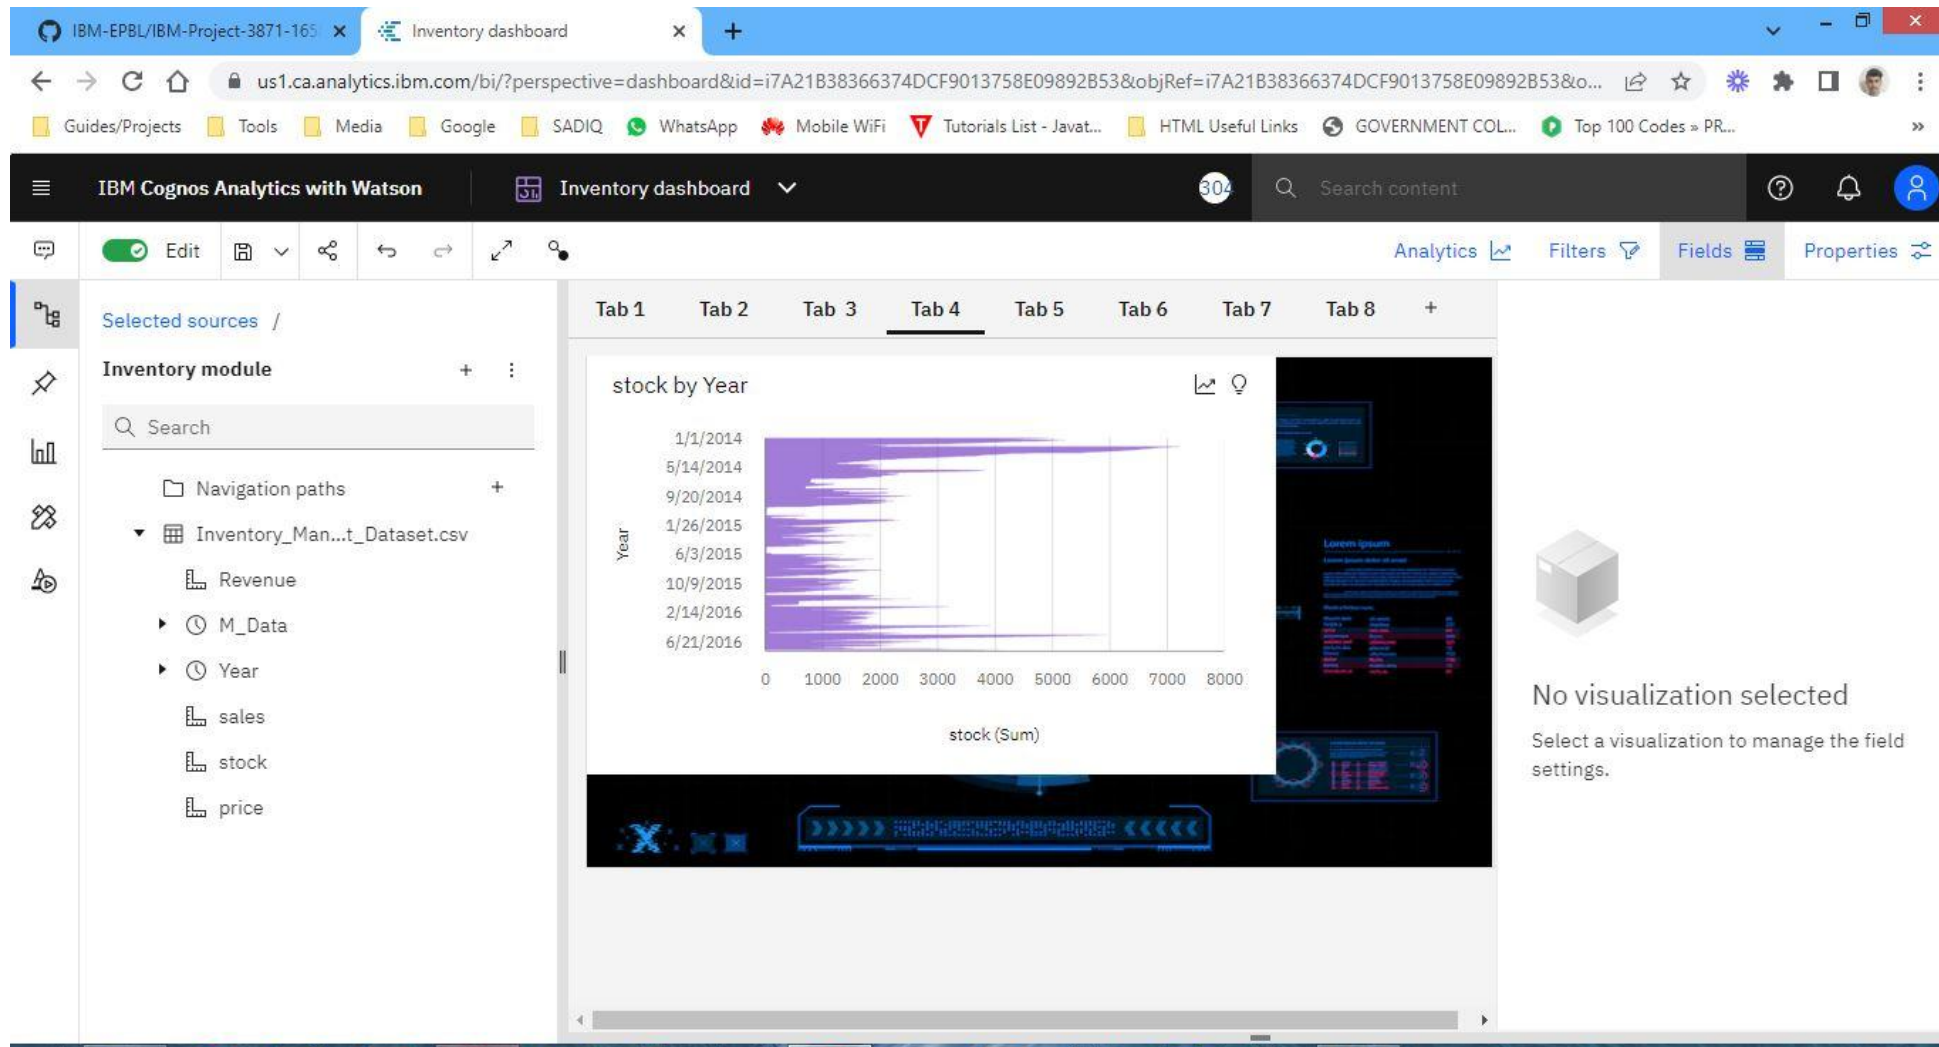 IBM-EPBL/IBM-Project-3871-165
Inventory dashboard
us1.ca.analytics.ibm.com/bi/?perspective=dashboard&id=i7A21B38366374DCF9013758E09892B53&objRef=i7A21B38366374DCF9013758E09892B53&o...
Guides/Projects Tools Media Google SADIQ WhatsApp Mobile WiFi Tutorials List - Javat... HTML Useful Links GOVERNMENT COL... Top 100 Codes » PR... »
IBM Cognos Analytics with Watson Inventory dashboard 304 Search content
Edit Analytics Filters Fields Properties
Selected sources /
Inventory module
Search
Navigation paths
Inventory_Man...t_Dataset.csv
Revenue
M_Data
Year
sales
stock
price
Tab 1 Tab 2 Tab 3 Tab 4 Tab 5 Tab 6 Tab 7 Tab 8 +
stock by Year
Year
1/1/2014
5/14/2014
9/20/2014
1/26/2015
6/3/2015
10/9/2015
2/14/2016
6/21/2016
0 1000 2000 3000 4000 5000 6000 7000 8000
stock (Sum)
Lorem ipsum
No visualization selected
Select a visualization to manage the field
settings.